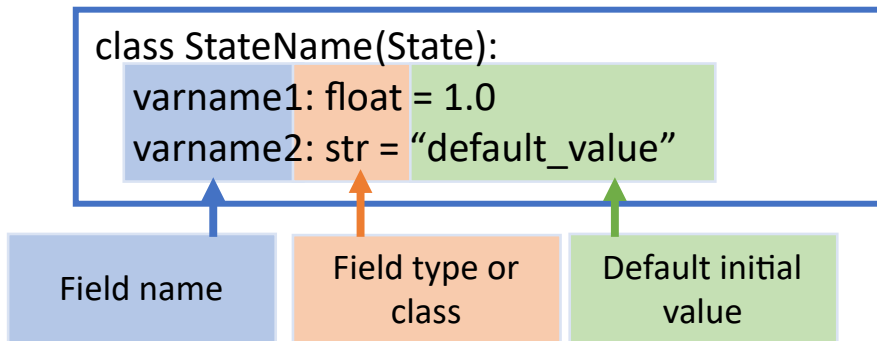 class StateName(State):
varname1: float = 1.0
varname2: str = “default_value”
Field name
Field type or
class
Default initial
value